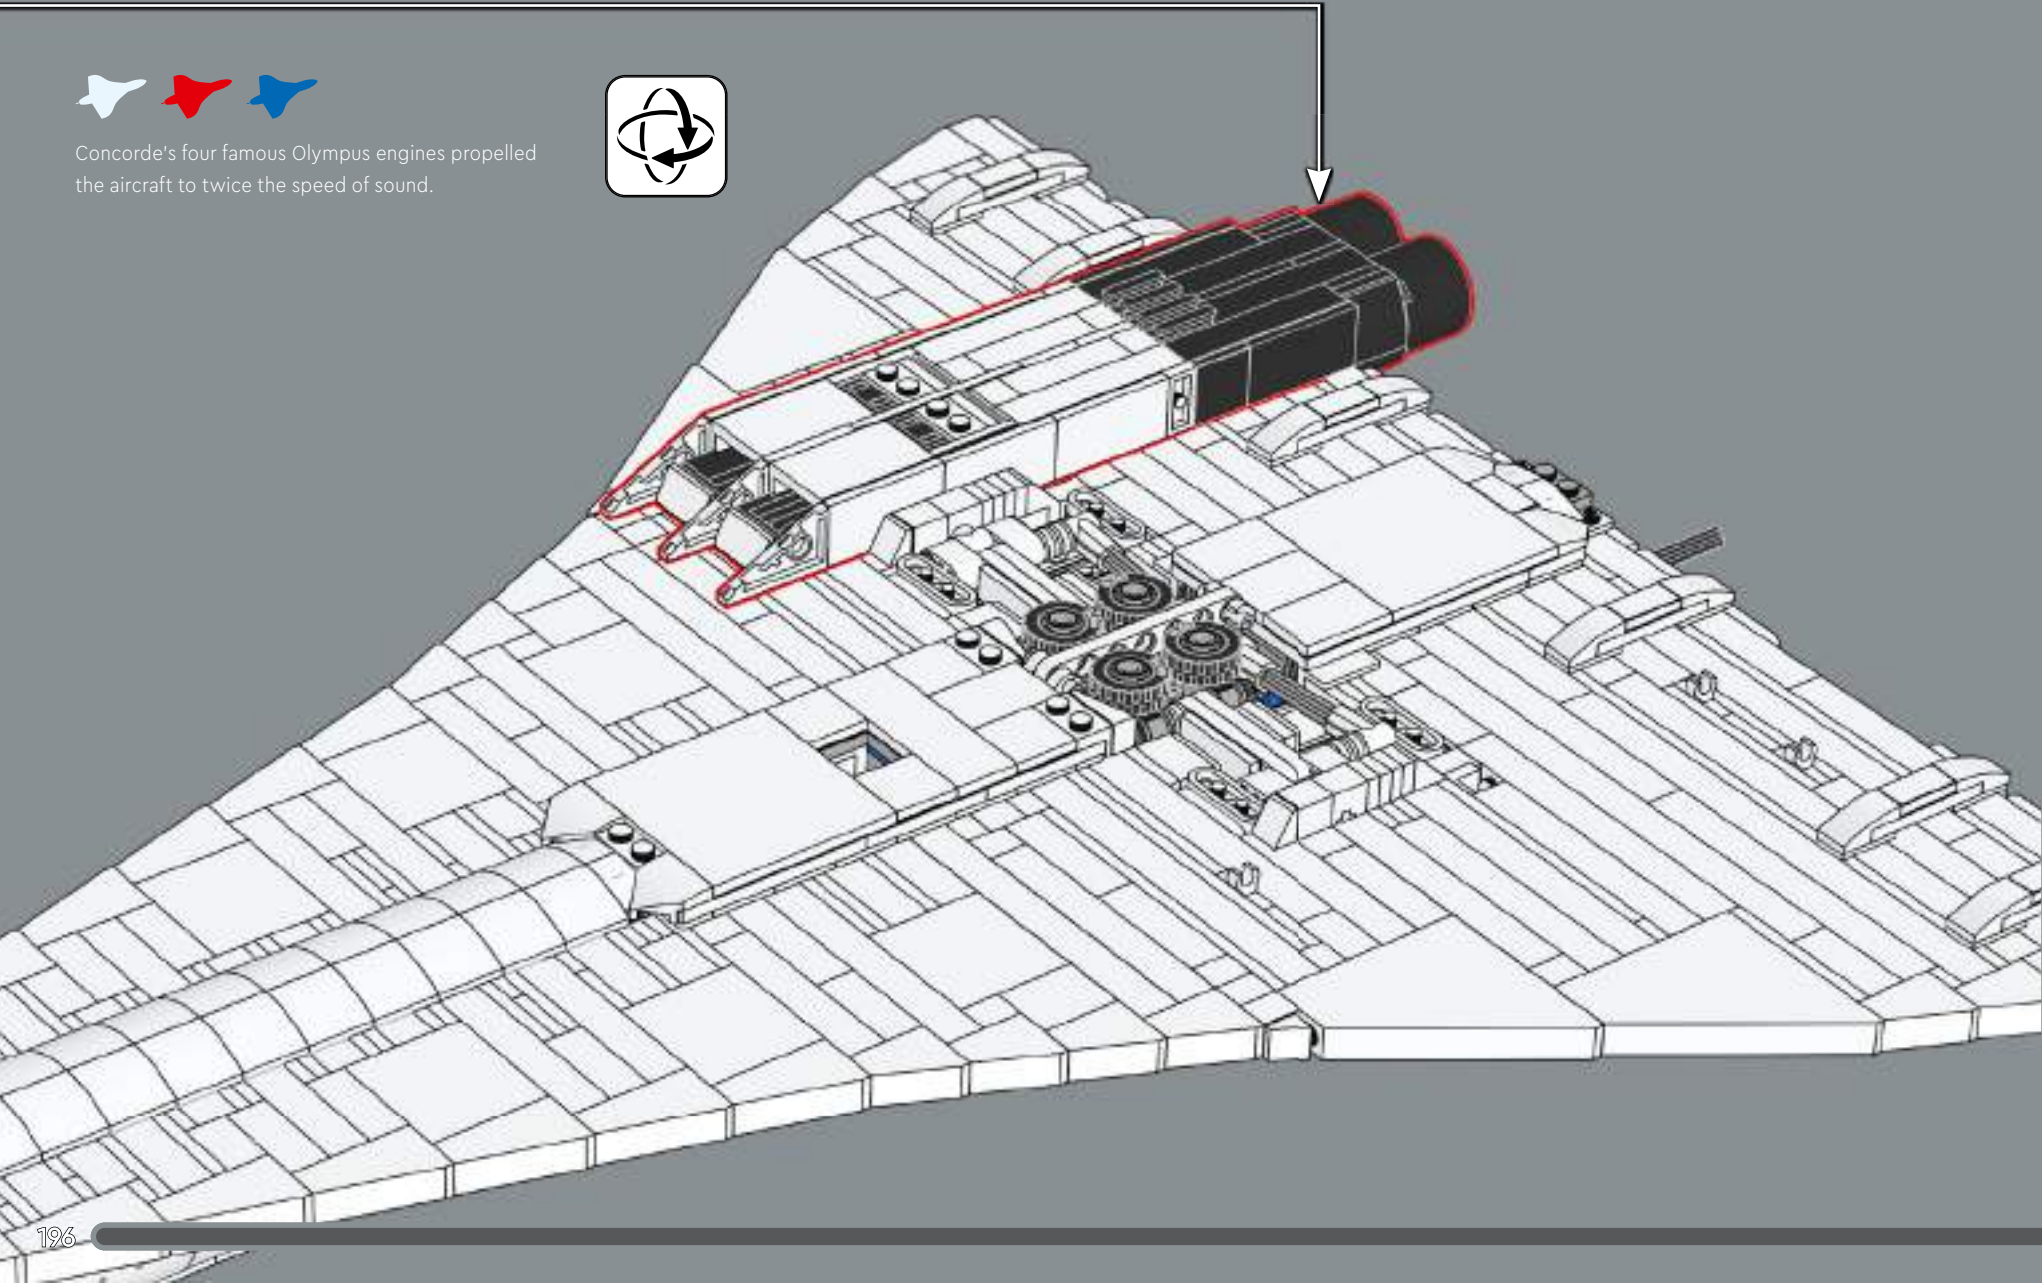 Concorde's four famous Olympus engines propelled
the aircraft to twice the speed of sound.
196